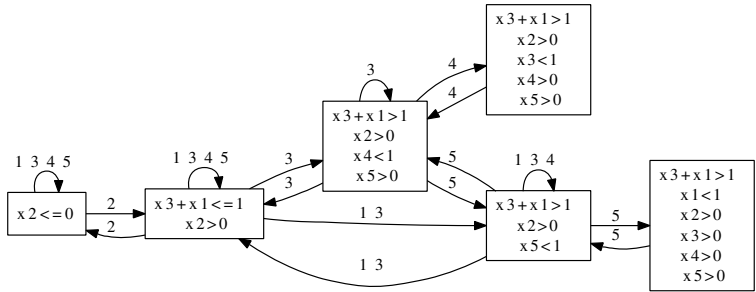 x3+x1>1
x2>0
x3<1
x4>0
x5>0
4
4
3
x3+x1>1
x2>0
x4<1
x5>0
1 3 4 5
x2<=0
2
2
1 3 4 5
x3+x1<=1
x2>0
3
3
1 3
1 3
5
5
1 3 4
x3+x1>1
x2>0
x5<1
5
5
x3+x1>1
x1<1
x2>0
x3>0
x4>0
x5>0